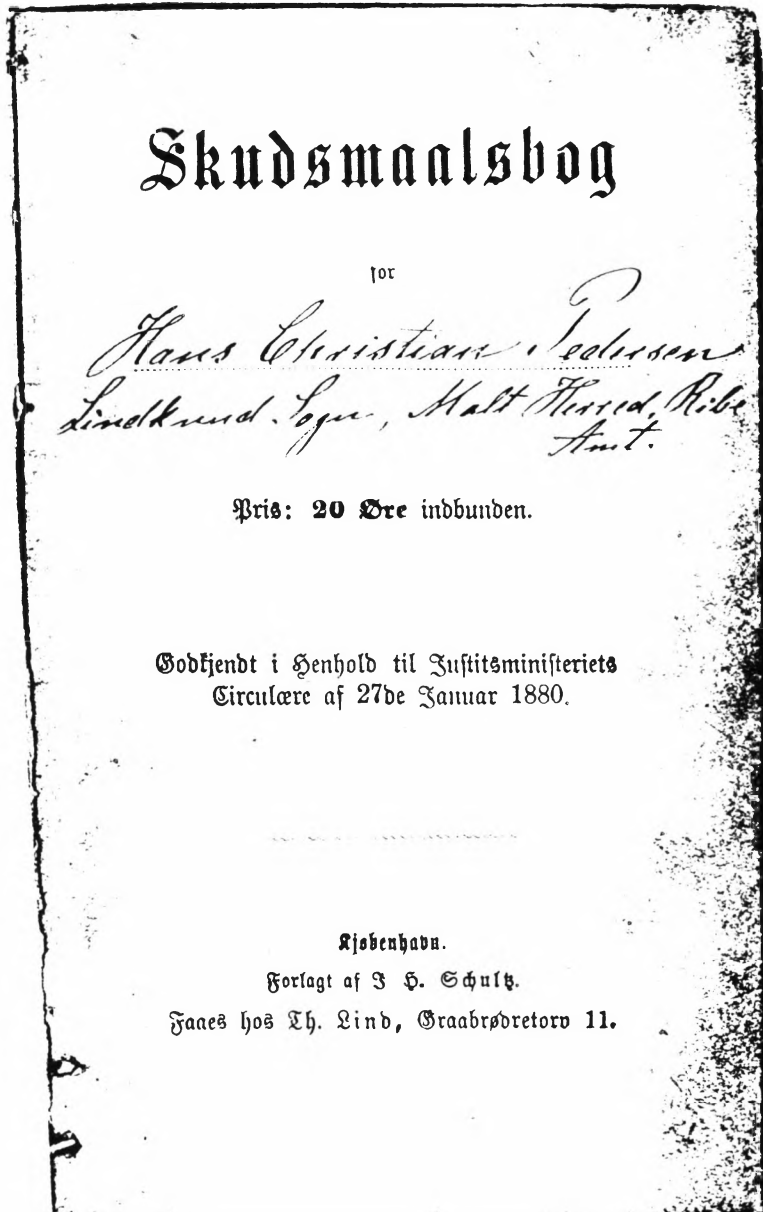 Skudsmaalsbog
for
Hans Christian Pedersen
Lindknud Sogn, Malt Herred, Ribe
Amt.
Pris: 20 Øre indbunden.
Godkjendt i Henhold til Justitsministeriets
Circulære af 27de Januar 1880.
Kjøbenhavn.
Forlagt af J H. Schultz.
Faaes hos Th. Lind, Graabrødretorv 11.